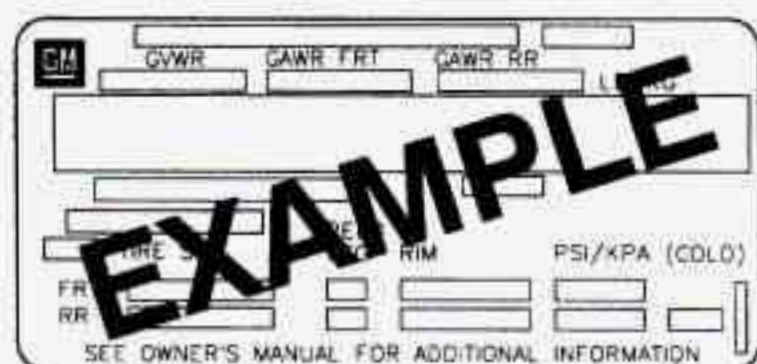 GM
GVWR GAWR FRT GAWR RR
EXAMPLE
RIM PSI/KPA (COLD)
FR
RR
SEE OWNER'S MANUAL FOR ADDITIONAL INFORMATION